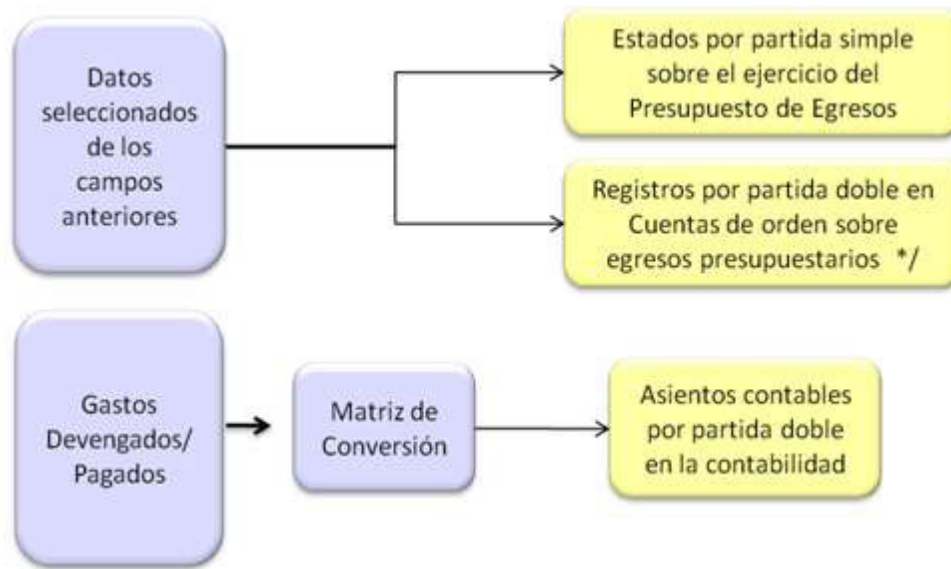 Datos
seleccionados
de los
campos
anteriores
Estados por partida simple
sobre el ejercicio del
Presupuesto de Egresos
Registros por partida doble en
Cuentas de orden sobre
egresos presupuestarios */
Gastos
Devengados/
Pagados
Matriz de
Conversión
Asientos contables
por partida doble
en la contabilidad